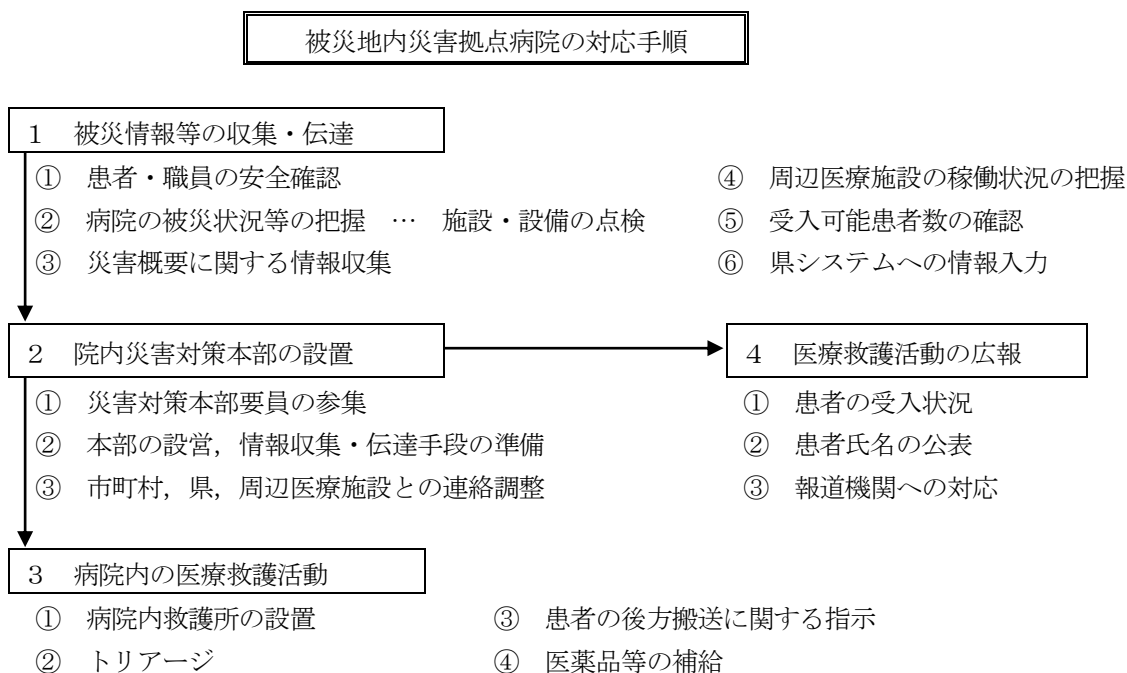 被災地内災害拠点病院の対応手順
１　被災情報等の収集・伝達
①　患者・職員の安全確認
②　病院の被災状況等の把握　…　施設・設備の点検
③　災害概要に関する情報収集
④　周辺医療施設の稼働状況の把握
⑤　受入可能患者数の確認
⑥　県システムへの情報入力
２　院内災害対策本部の設置
①　災害対策本部要員の参集
②　本部の設営，情報収集・伝達手段の準備
③　市町村，県，周辺医療施設との連絡調整
４　医療救護活動の広報
①　患者の受入状況
②　患者氏名の公表
③　報道機関への対応
３　病院内の医療救護活動
①　病院内救護所の設置
②　トリアージ
③　患者の後方搬送に関する指示
④　医薬品等の補給